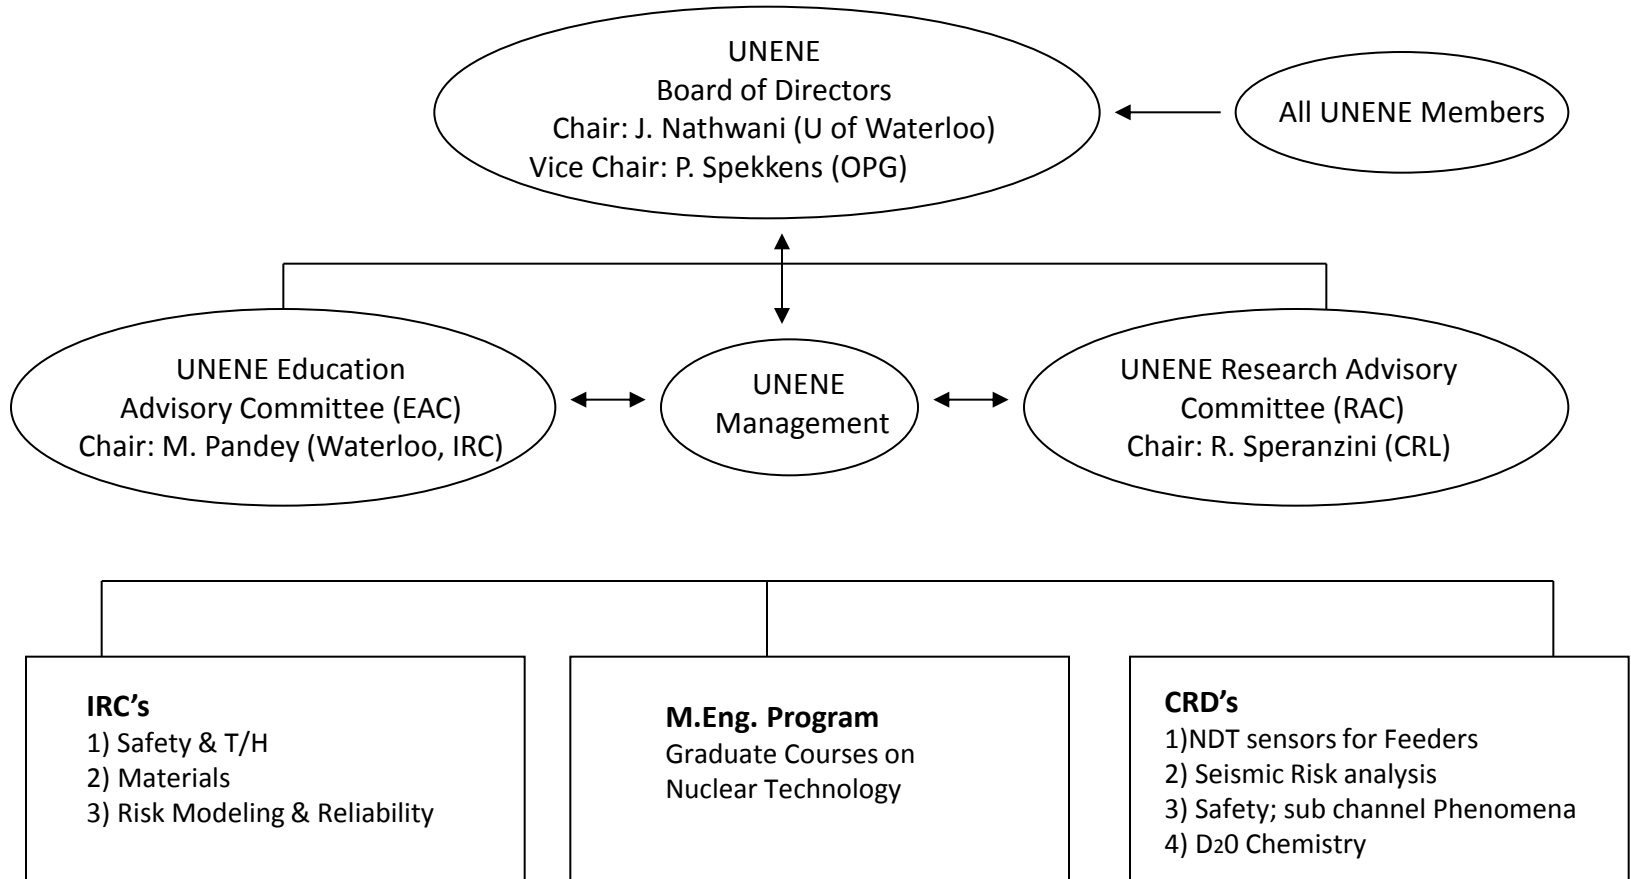 UNENE
Board of Directors
Chair: J. Nathwani (U of Waterloo)
Vice Chair: P. Spekkens (OPG)
All UNENE Members
UNENE Education
Advisory Committee (EAC)
Chair: M. Pandey (Waterloo, IRC)
UNENE
Management
UNENE Research Advisory
Committee (RAC)
Chair: R. Speranzini (CRL)
IRC’s
1) Safety & T/H
2) Materials
3) Risk Modeling & Reliability
M.Eng. Program
Graduate Courses on
Nuclear Technology
CRD’s
1)NDT sensors for Feeders
2) Seismic Risk analysis
3) Safety; sub channel Phenomena
4) D20 Chemistry